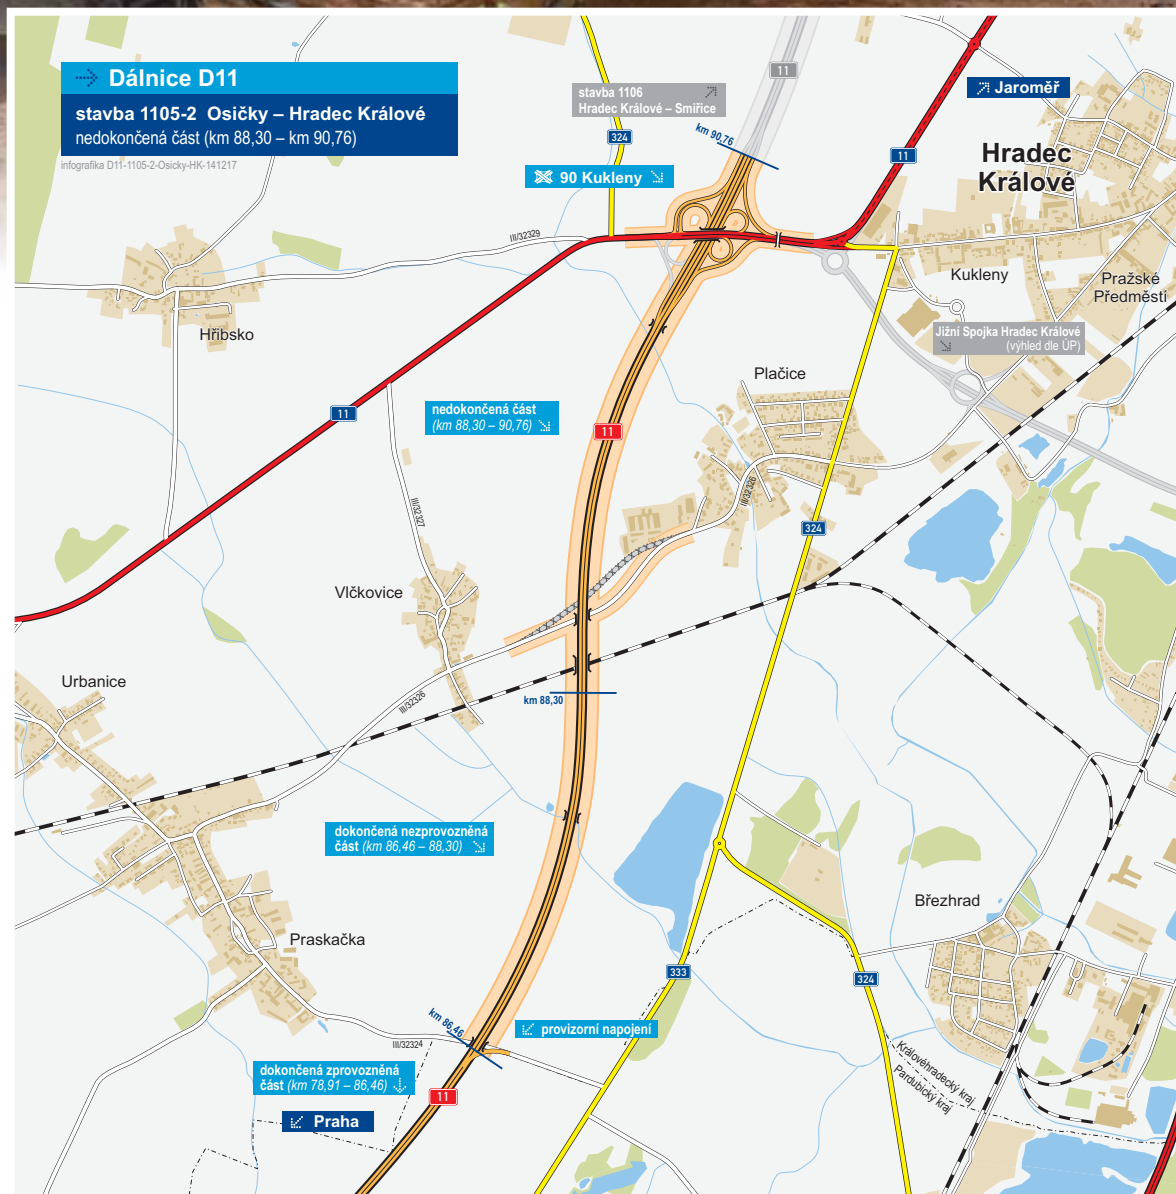 Dálnice D11
stavba 1105-2 Osičky – Hradec Králové
nedokončená část (km 88,30 – km 90,76)
infografika D11-1105-2-Osicky-HK-141217
11
stavba 1106
Hradec Králové – Smiřice
324
km 90,76
Jaroměř
11
Hradec
Králové
90 Kukleny
III/32329
Kukleny
Pražské
Předměstí
Hřibsko
Jižní Spojka Hradec Králové
(výhled dle ÚP)
Plačice
11
nedokončená část
(km 88,30 – 90,76)
11
III/32327
III/32326
324
Vlčkovice
Urbanice
III/32326
km 88,30
dokončená nezprovozněná
část (km 86,46 – 88,30)
Praskačka
Březhrad
333
324
km 86,46
provizorní napojení
III/32324
Královéhradecký kraj
Pardubický kraj
dokončená zprovozněná
část (km 78,91 – 86,46)
11
Praha